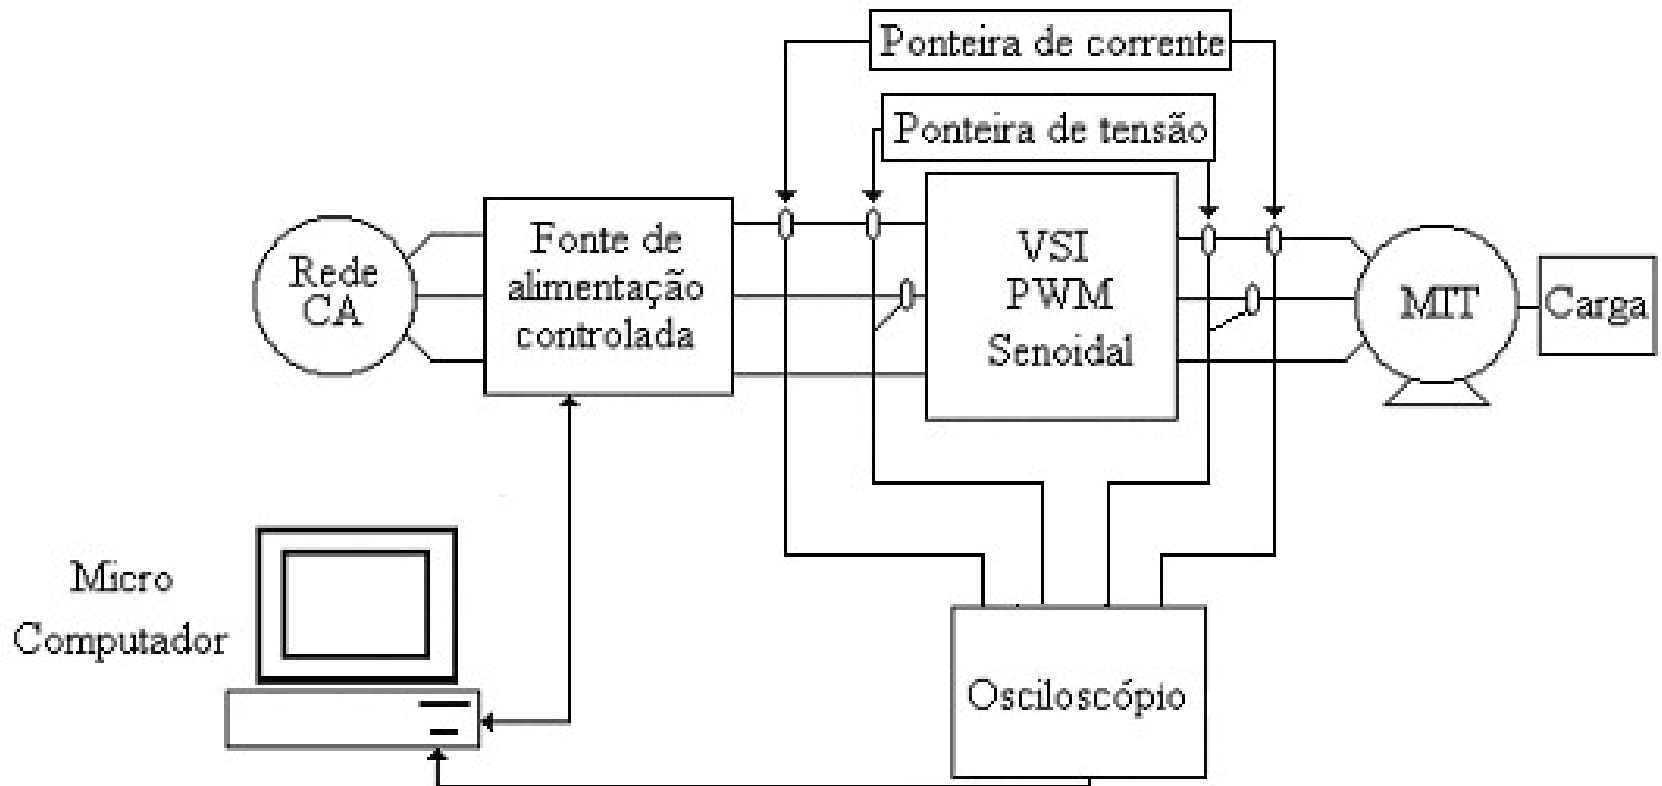 Ponteira de corrente
Ponteira de tensão
Rede
CA
Fonte de
alimentação
controlada
VSI
PWM
Senoidal
MIT
Carga
Micro
Computador
Osciloscópio